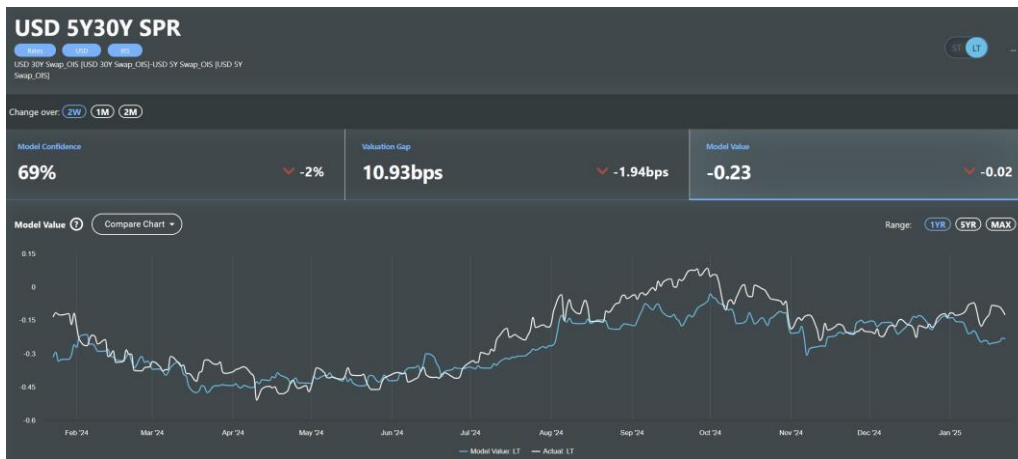 USD 5Y30Y SPR
Rates USD IRS
USD 30Y Swap_OIS [USD 30Y Swap_OIS]-USD 5Y Swap_OIS [USD 5Y
Swap_OIS]
ST LT
...
Change over: 2W 1M 2M
Model Confidence
69% -2%
Valuation Gap
10.93bps -1.94bps
Model Value
-0.23 -0.02
Model Value ? Compare Chart
Range: 1YR 5YR MAX
0.15
0
-0.15
-0.3
-0.45
-0.6
Feb '24 Mar '24 Apr '24 May '24 Jun '24 Jul '24 Aug '24 Sep '24 Oct '24 Nov '24 Dec '24 Jan '25
Model Value: LT Actual: LT